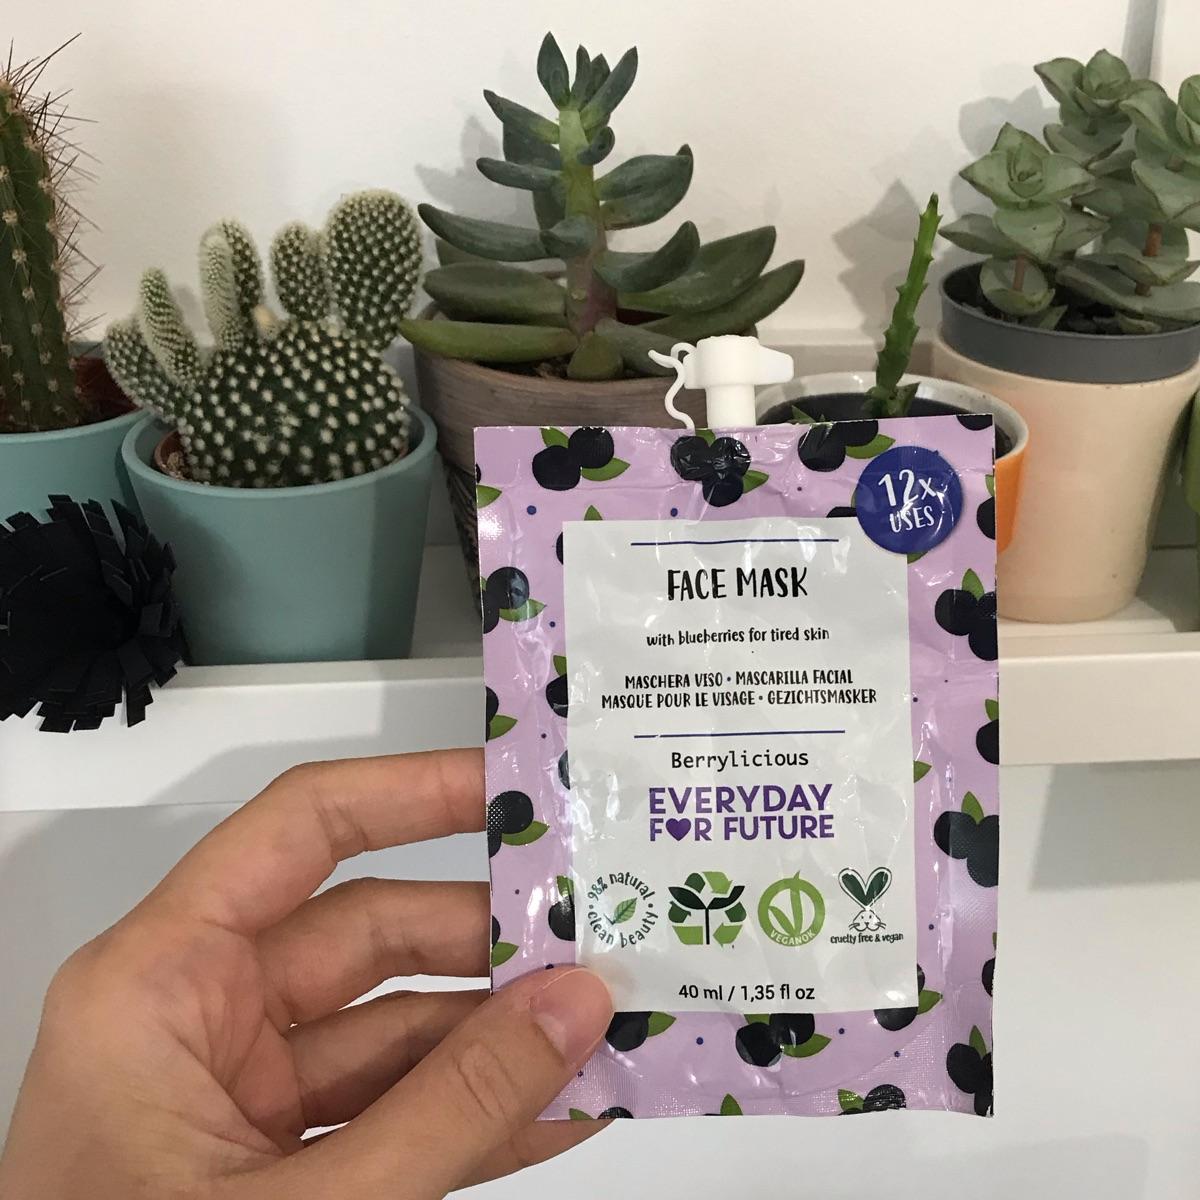 12x
USES
FACE MASK
with blueberries for tired skin
MASCHERA VISO • MASCARILLA FACIAL
MASQUE POUR LE VISAGE • GEZICHTSMASKER
Berrylicious
EVERYDAY
FOR FUTURE
98% natural • clean beauty •
VEGANOK
cruelty free & vegan
40 ml / 1,35 fl oz